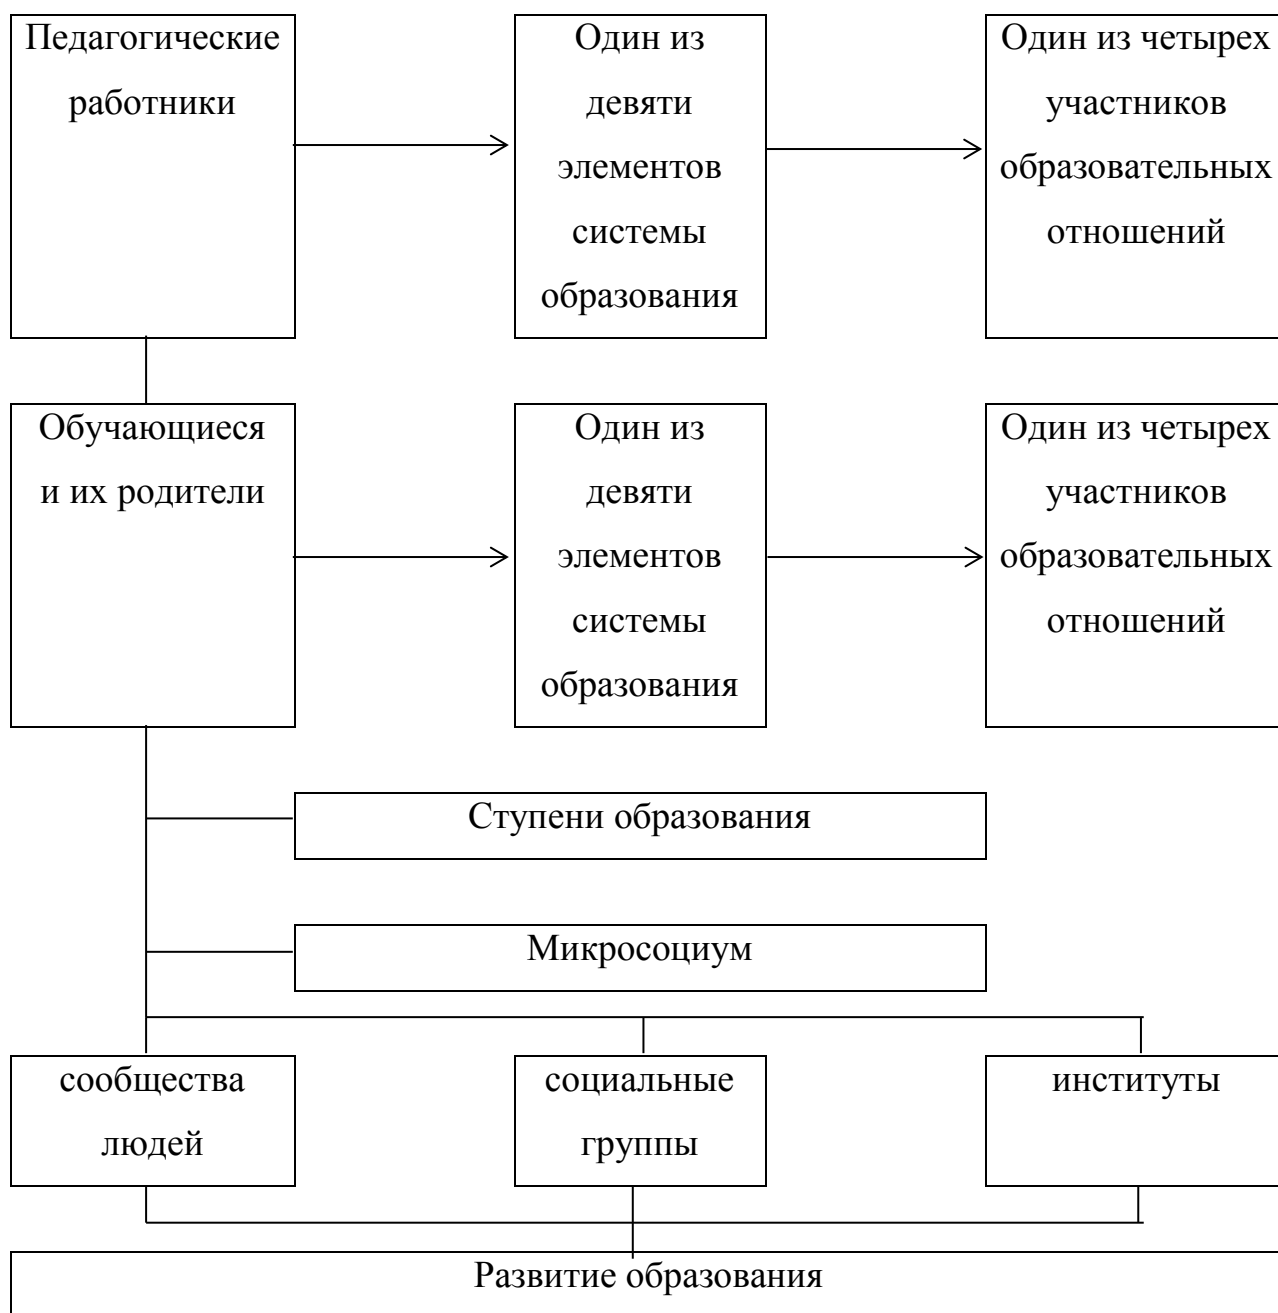 Педагогические
работники
Один из
девяти
элементов
системы
образования
Один из четырех
участников
образовательных
отношений
Обучающиеся
и их родители
Один из
девяти
элементов
системы
образования
Один из четырех
участников
образовательных
отношений
Ступени образования
Микросоциум
сообщества
людей
социальные
группы
институты
Развитие образования